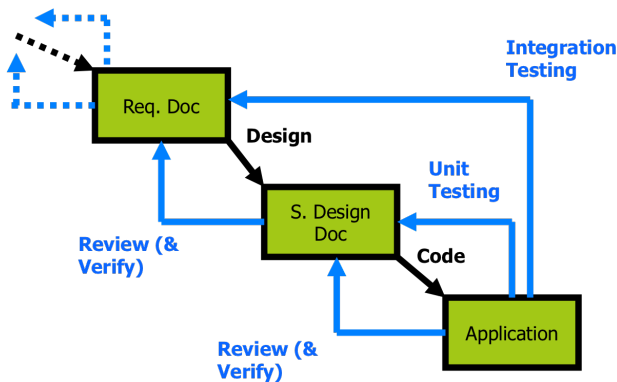 Integration
Testing
Req. Doc
Design
Unit
Testing
S. Design
Doc
Review (&
Verify)
Code
Application
Review (&
Verify)